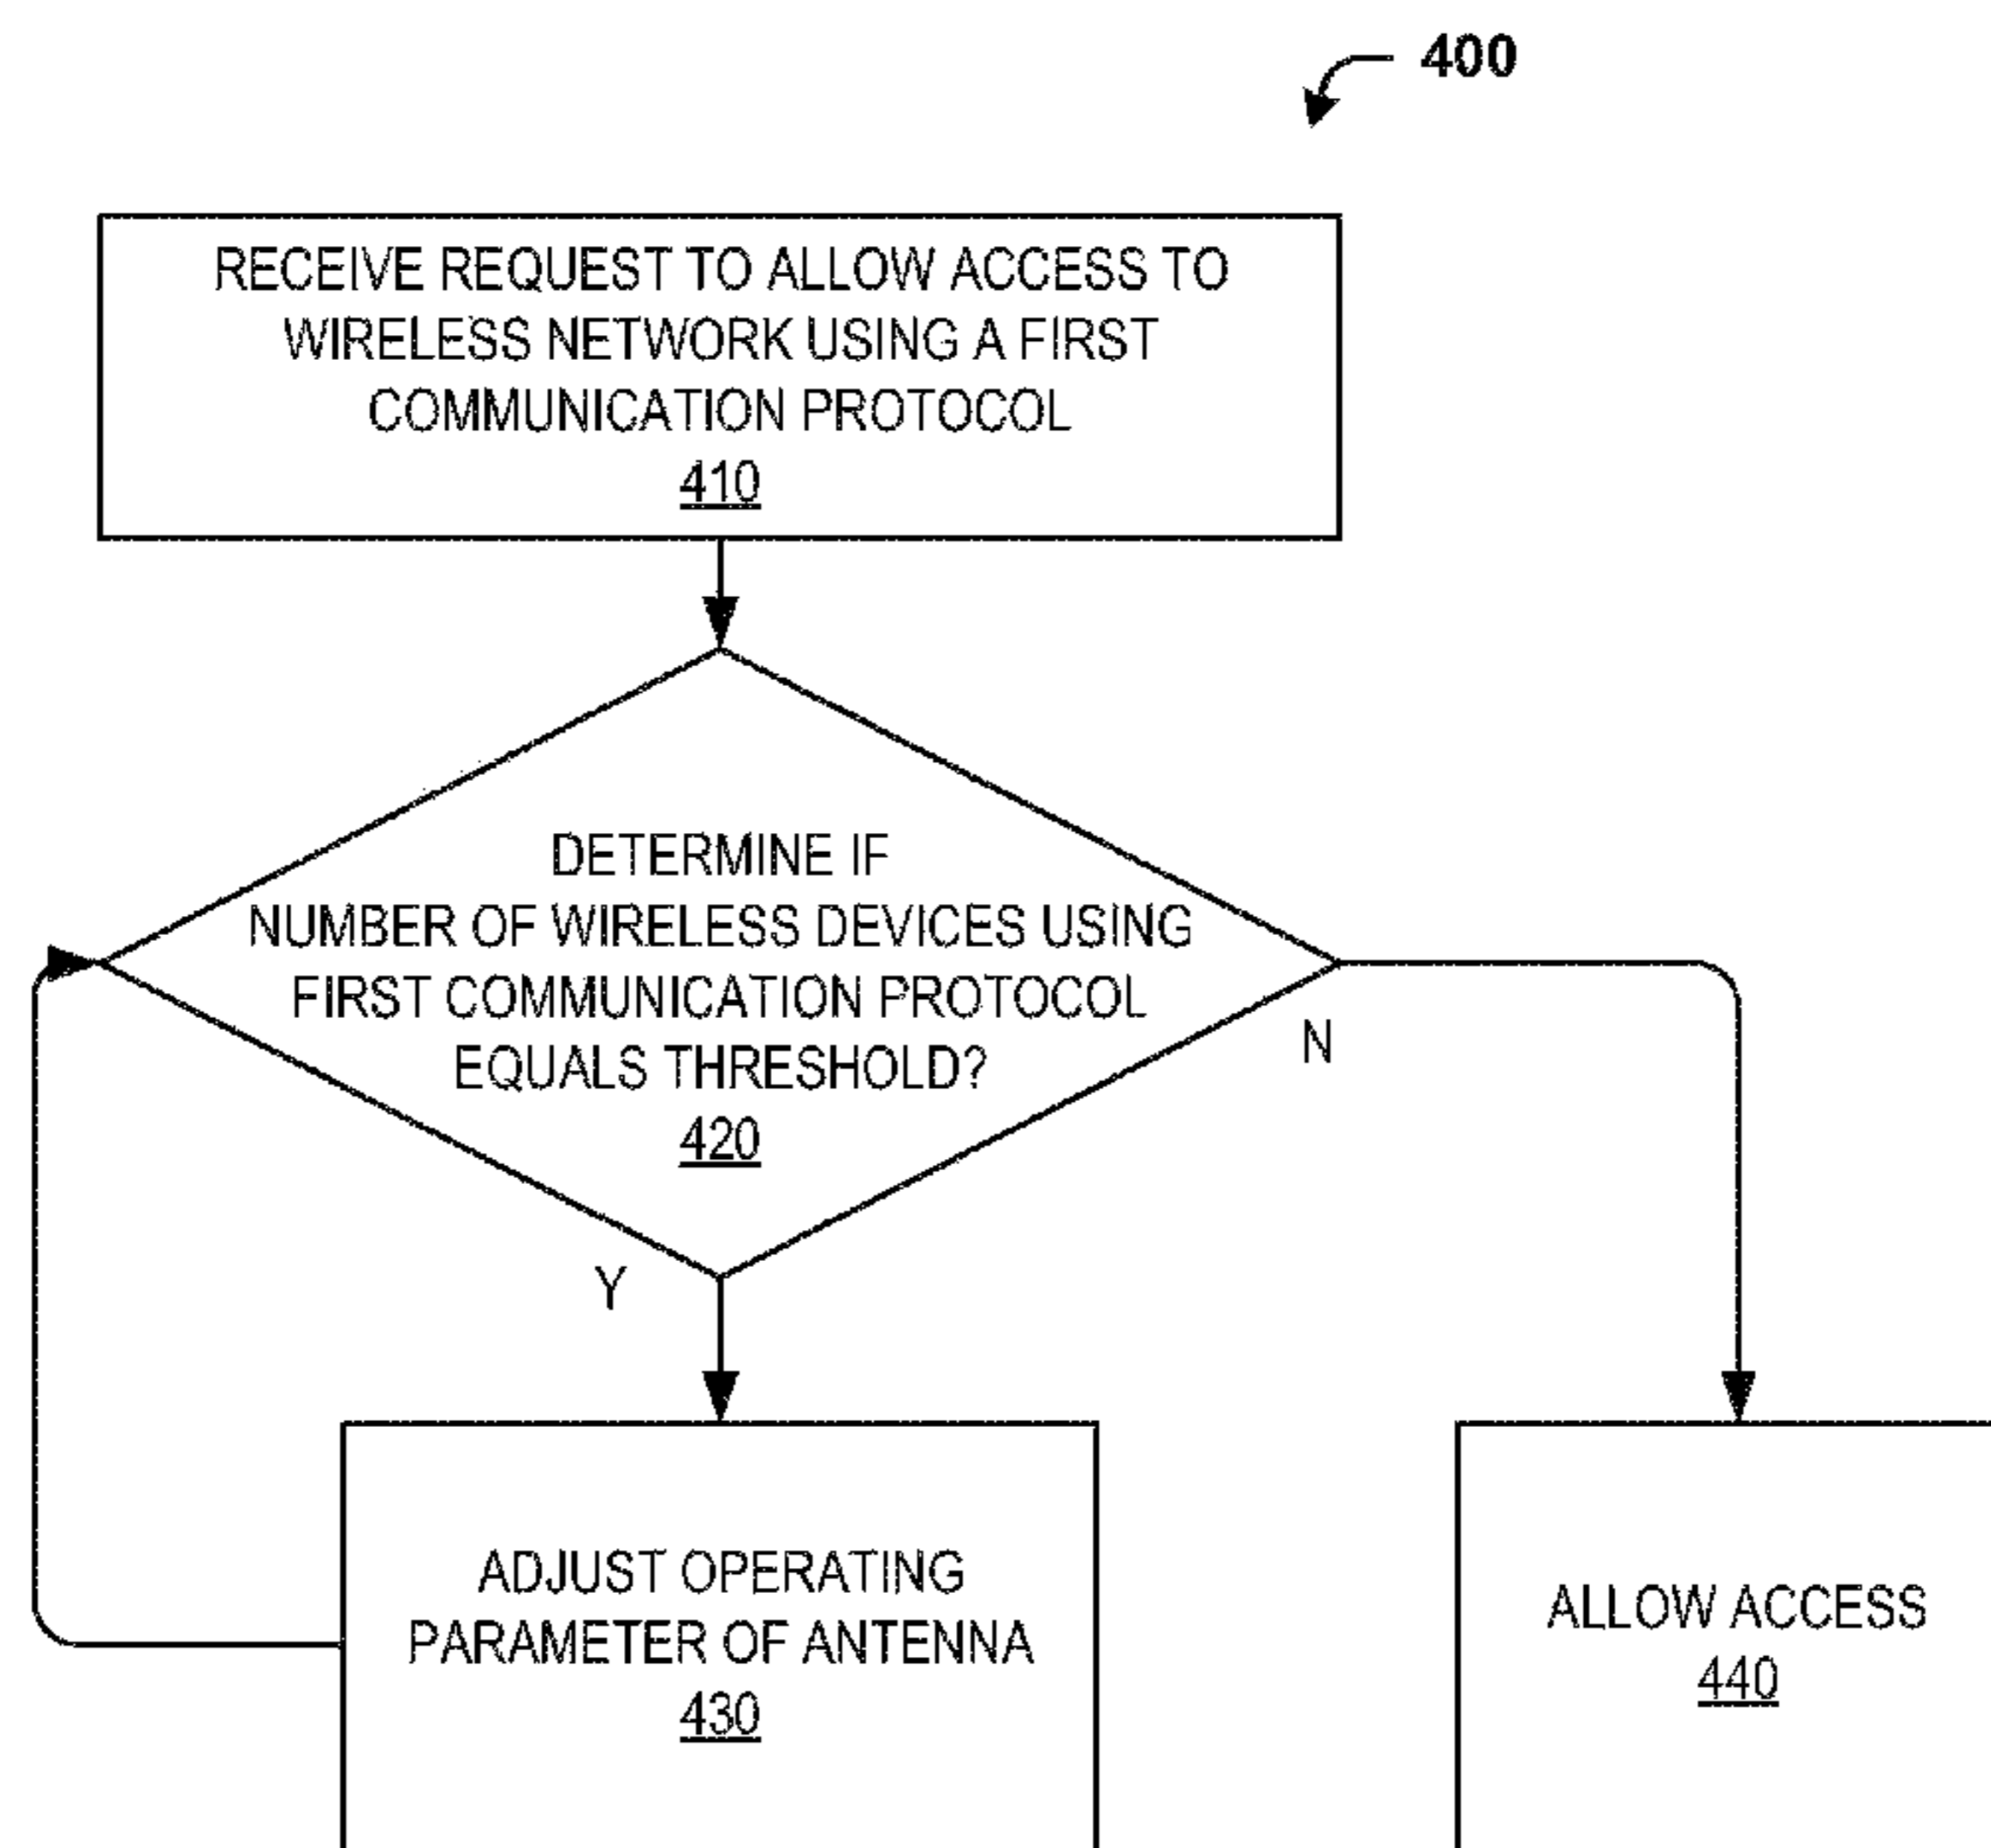 400
RECEIVE REQUEST TO ALLOW ACCESS TO
WIRELESS NETWORK USING A FIRST
COMMUNICATION PROTOCOL
410
DETERMINE IF
NUMBER OF WIRELESS DEVICES USING
FIRST COMMUNICATION PROTOCOL
EQUALS THRESHOLD?
420
N
Y
ADJUST OPERATING
PARAMETER OF ANTENNA
430
ALLOW ACCESS
440